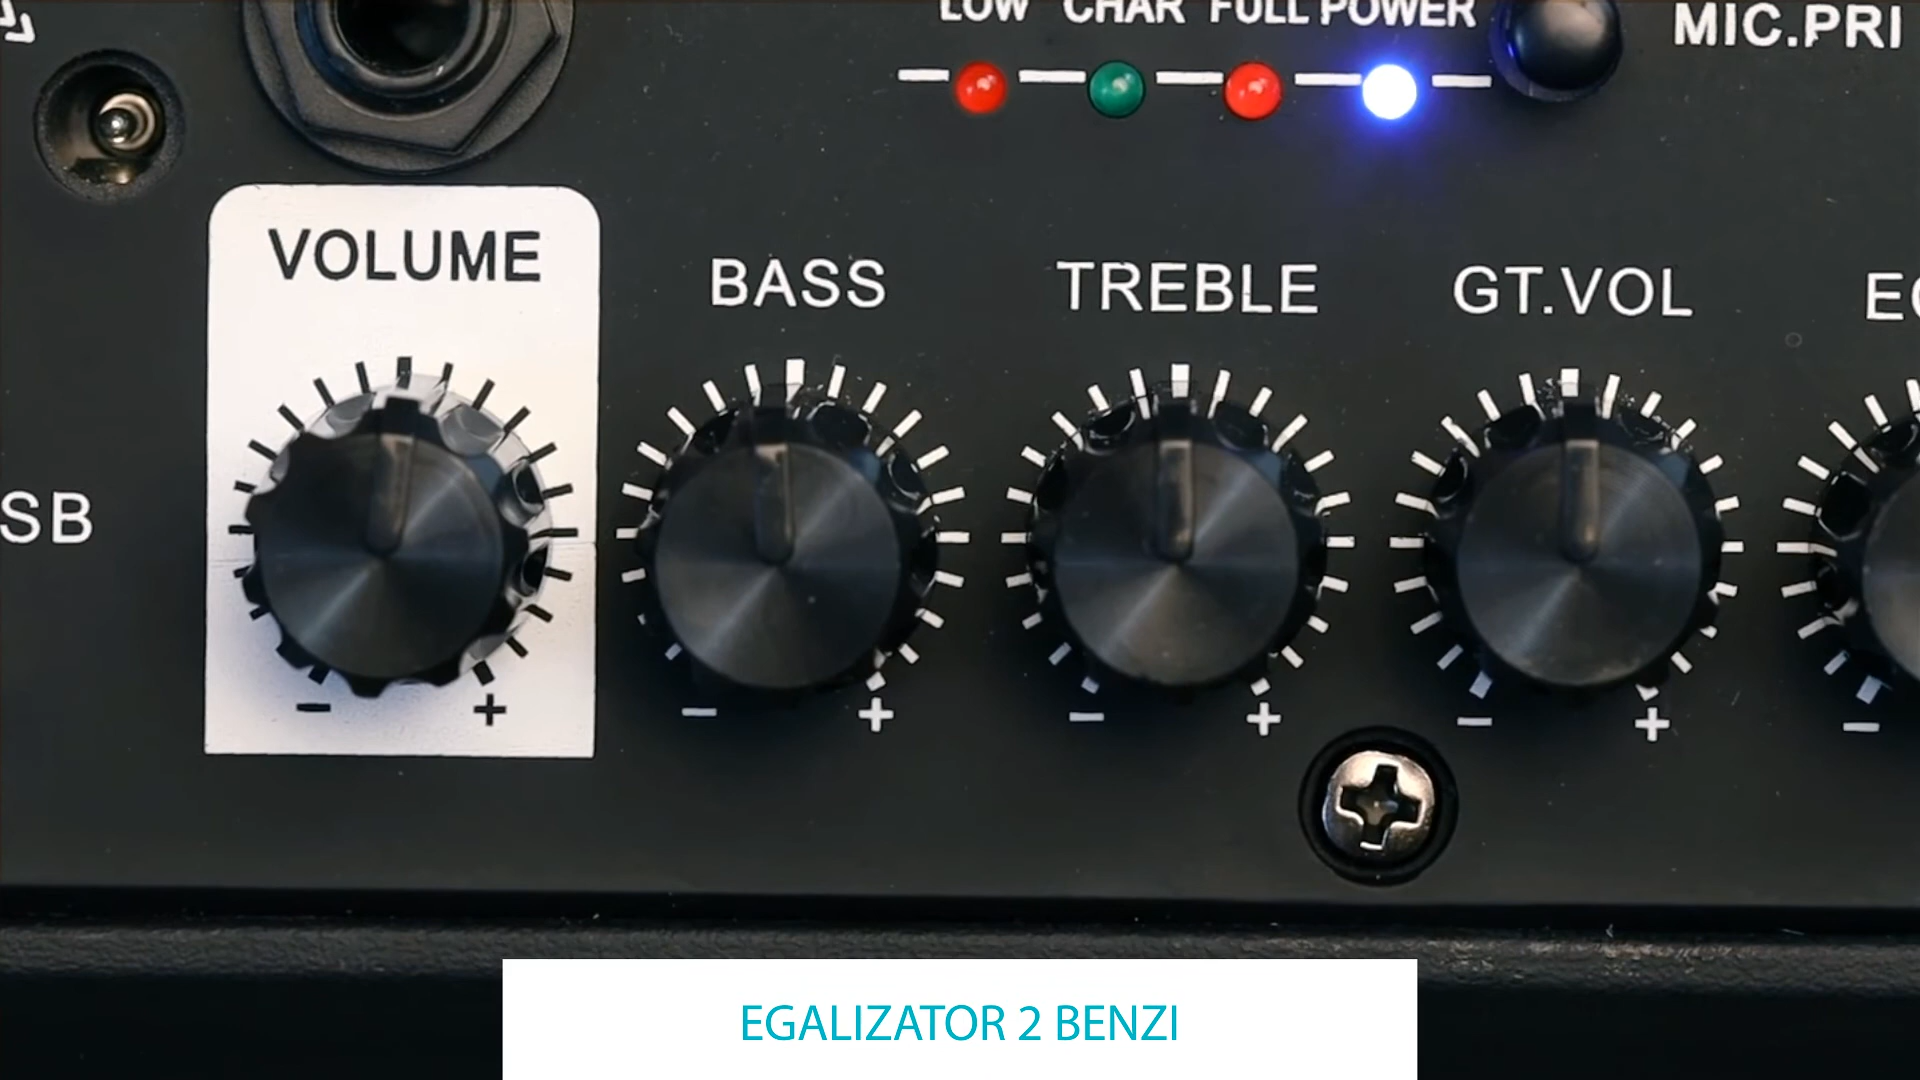 LOW CHAR FULL POWER
MIC.PRI
VOLUME
BASS
TREBLE
GT.VOL
SB
- +
- +
- +
- +
-
EGALIZATOR 2 BENZI